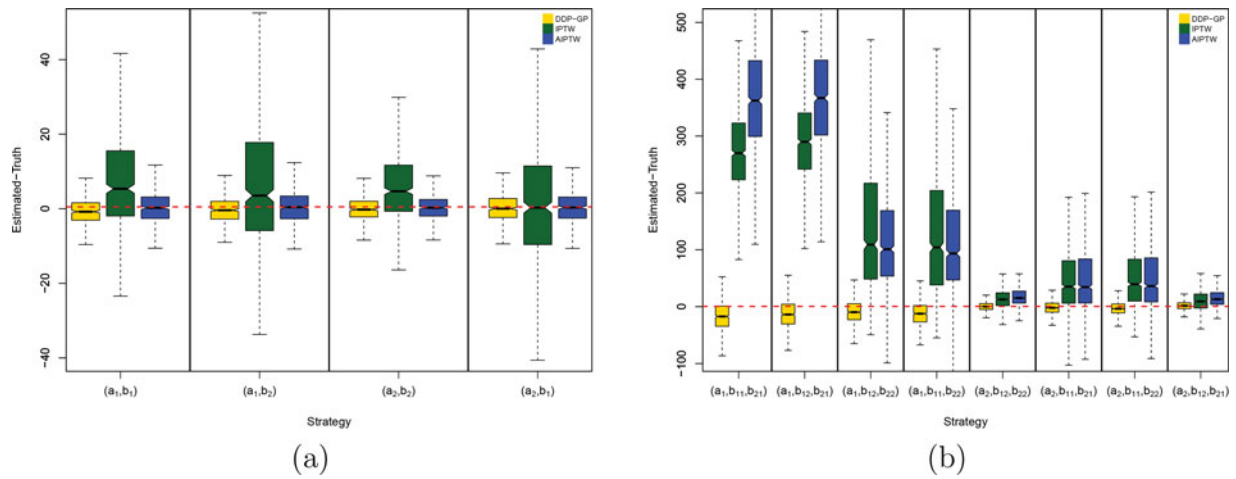 DDP-GP
IPTW
AIPTW
40
20
0
−20
−40
Estimated-Truth
(a₁,b₁)
(a₁,b₂)
(a₂,b₂)
(a₂,b₁)
Strategy
(a)
DDP-GP
IPTW
AIPTW
500
400
300
200
100
0
−100
Estimated-Truth
(a₁,b₁₁,b₂₁)
(a₁,b₁₂,b₂₁)
(a₁,b₁₂,b₂₂)
(a₁,b₁₁,b₂₂)
(a₂,b₁₂,b₂₂)
(a₂,b₁₁,b₂₁)
(a₂,b₁₁,b₂₂)
(a₂,b₁₂,b₂₁)
Strategy
(b)